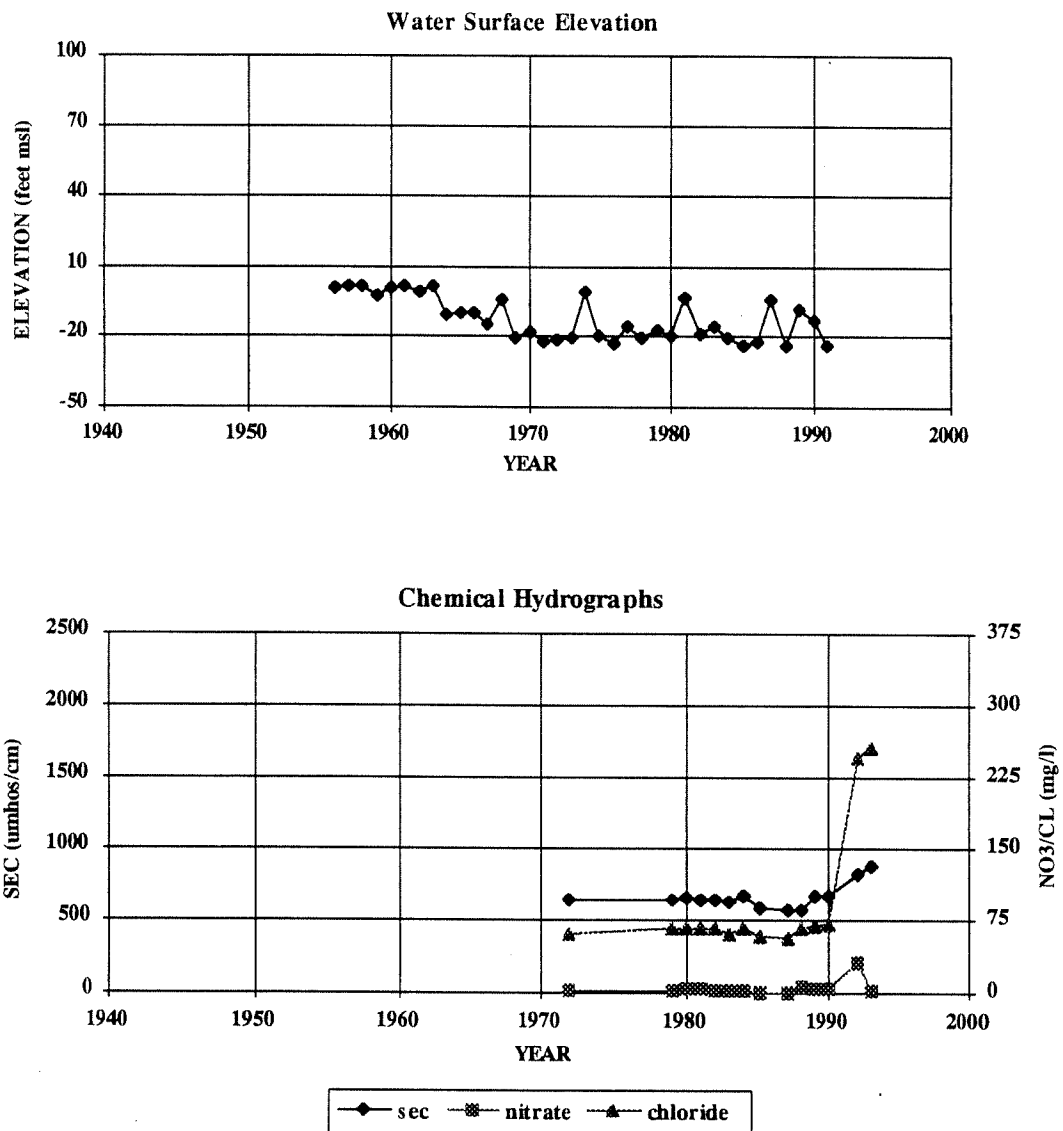 Water Surface Elevation
100
70
40
10
-20
-50
ELEVATION (feet msl)
1940 1950 1960 1970 1980 1990 2000
YEAR
Chemical Hydrographs
2500
2000
1500
1000
500
0
SEC (umhos/cm)
375
300
225
150
75
0
NO3/CL (mg/l)
1940 1950 1960 1970 1980 1990 2000
YEAR
sec nitrate chloride